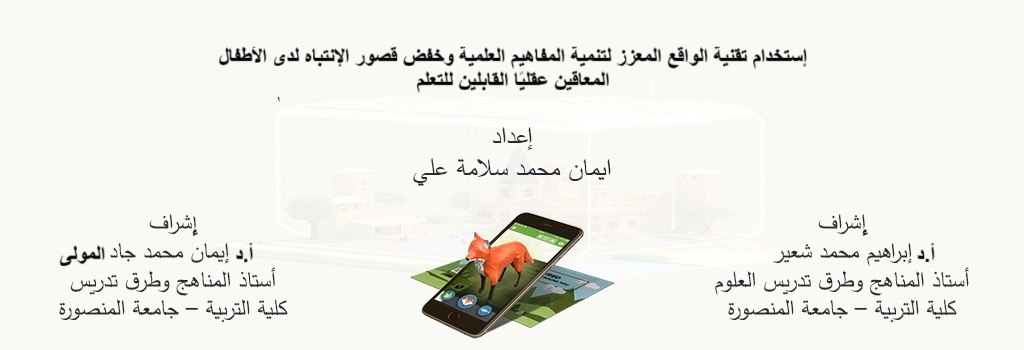 إستخدام تقنية الواقع المعزز لتنمية المفاهيم العلمية وخفض قصور الإنتباه لدى الأطفال
المعاقين عقليًا القابلين للتعلم
إعداد
ايمان محمد سلامة علي
إشراف
أ.د إبراهيم محمد شعير
أستاذ المناهج وطرق تدريس العلوم
كلية التربية – جامعة المنصورة
إشراف
أ.د إيمان محمد جاد المولى
أستاذ المناهج وطرق تدريس
كلية التربية – جامعة المنصورة